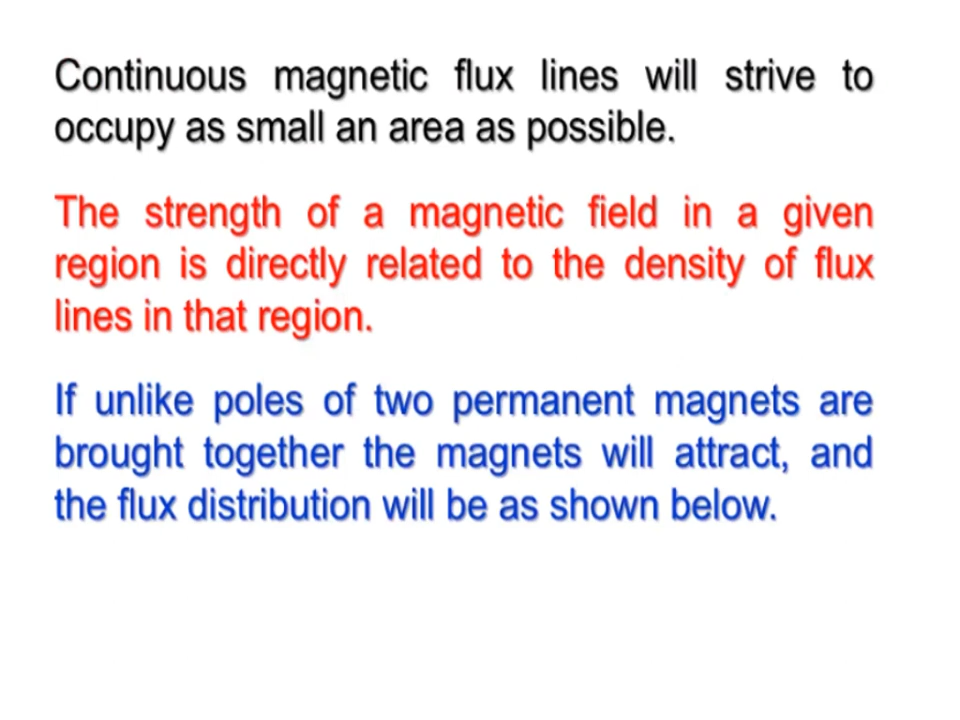 Continuous magnetic flux lines will strive to
occupy as small an area as possible.
The strength of a magnetic field in a given
region is directly related to the density of flux
lines in that region.
If unlike poles of two permanent magnets are
brought together the magnets will attract, and
the flux distribution will be as shown below.